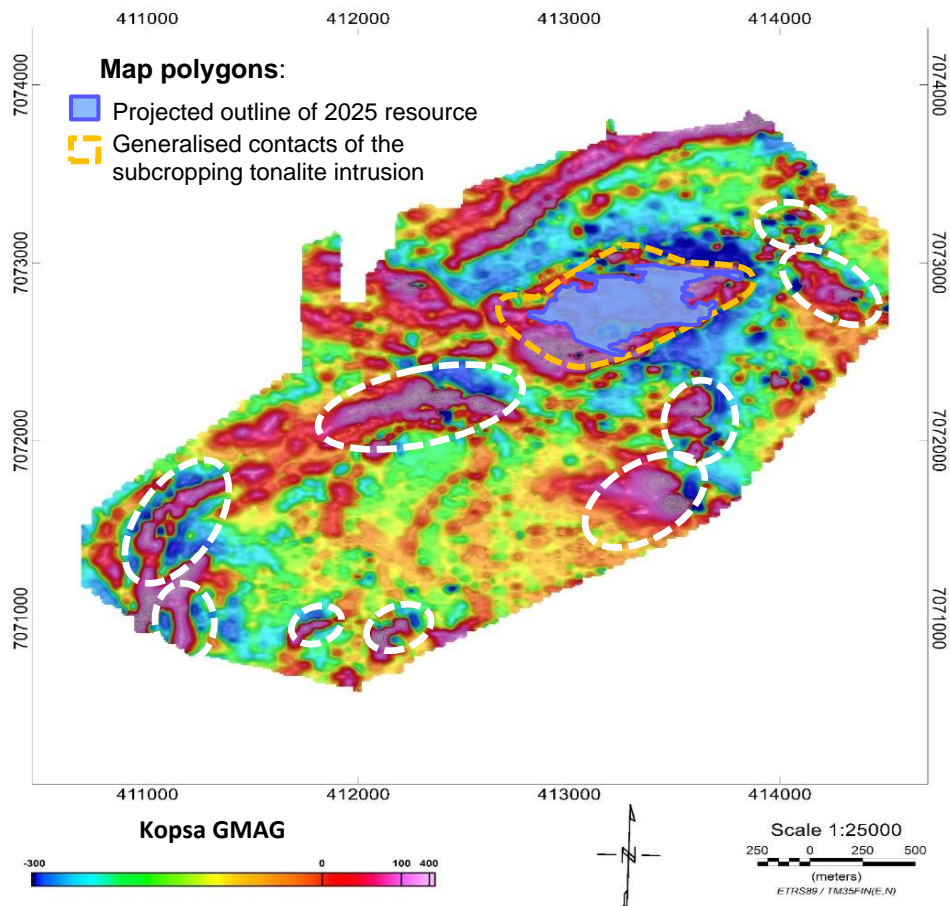 411000 412000 413000 414000
Map polygons:
Projected outline of 2025 resource
Generalised contacts of the
subcropping tonalite intrusion
7074000 7074000
7073000 7073000
7072000 7072000
7071000 7071000
411000 412000 413000 414000
Kopsa GMAG
-300 0 100 400
N
Scale 1:25000
250 0 250 500
(meters)
ETRS89 / TM35FIN(E,N)